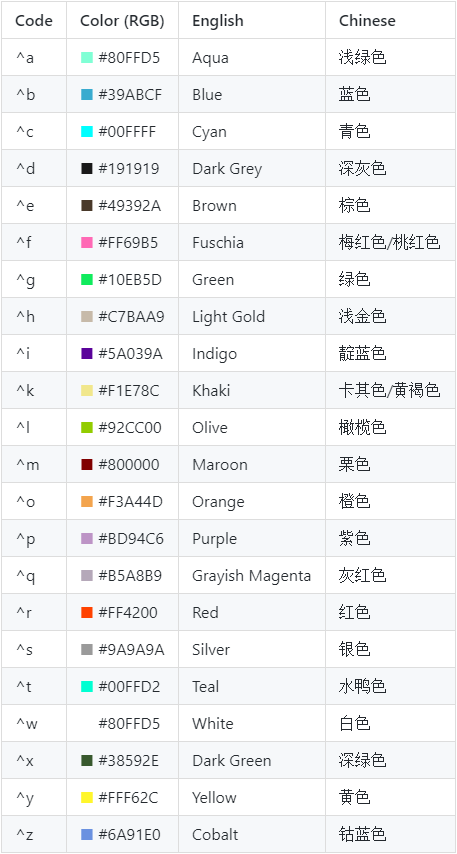 Code Color (RGB) English Chinese
^a #80FFD5 Aqua 浅绿色
^b #39ABCF Blue 蓝色
^c #00FFFF Cyan 青色
^d #191919 Dark Grey 深灰色
^e #49392A Brown 棕色
^f #FF69B5 Fuschia 梅红色/桃红色
^g #10EB5D Green 绿色
^h #C7BAA9 Light Gold 浅金色
^i #5A039A Indigo 靛蓝色
^k #F1E78C Khaki 卡其色/黄褐色
^l #92CC00 Olive 橄榄色
^m #800000 Maroon 栗色
^o #F3A44D Orange 橙色
^p #BD94C6 Purple 紫色
^q #B5A8B9 Grayish Magenta 灰红色
^r #FF4200 Red 红色
^s #9A9A9A Silver 银色
^t #00FFD2 Teal 水鸭色
^w #80FFD5 White 白色
^x #38592E Dark Green 深绿色
^y #FFF62C Yellow 黄色
^z #6A91E0 Cobalt 钴蓝色